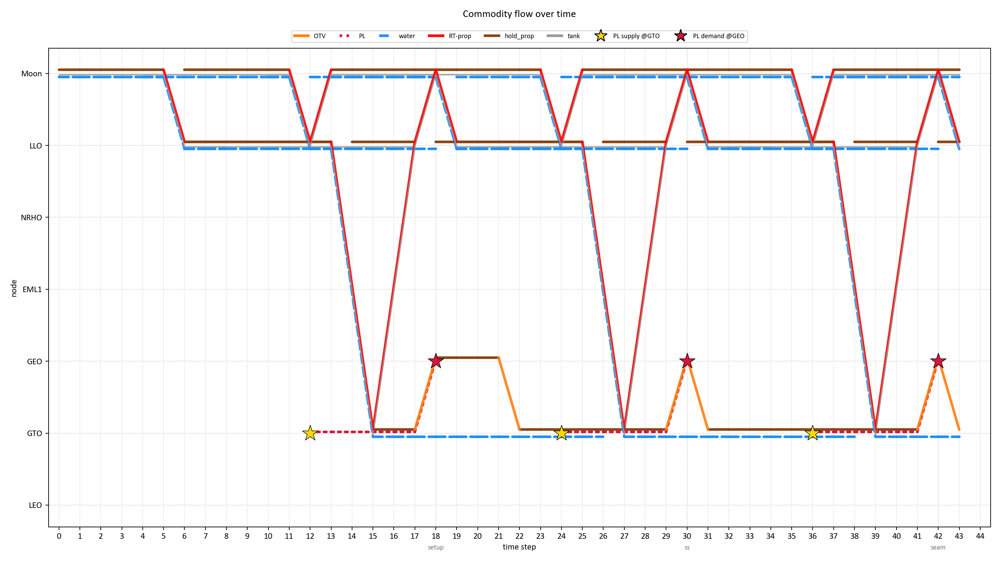 Commodity flow over time
OTV PL water RT-prop hold_prop tank PL supply @GTO PL demand @GEO
Moon
LLO
NRHO
EML1
GEO
GTO
LEO
node
0 1 2 3 4 5 6 7 8 9 10 11 12 13 14 15 16 17 18 19 20 21 22 23 24 25 26 27 28 29 30 31 32 33 34 35 36 37 38 39 40 41 42 43 44
setup time step ss seam